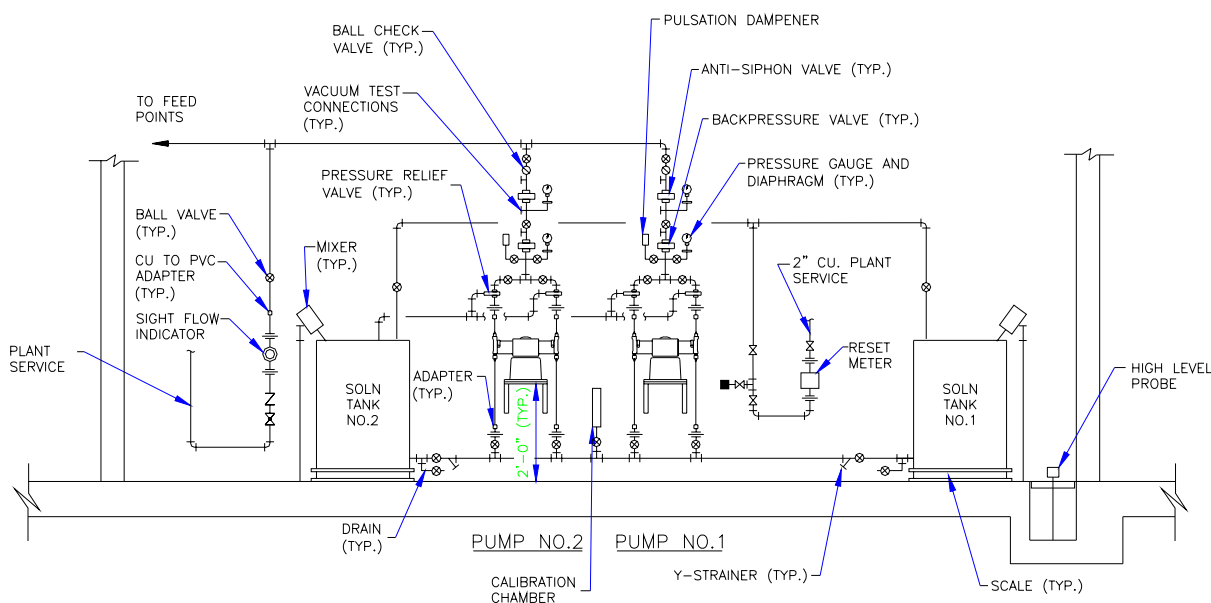 BALL CHECK
VALVE (TYP.)
PULSATION DAMPENER
ANTI-SIPHON VALVE (TYP.)
VACUUM TEST
CONNECTIONS
(TYP.)
TO FEED
POINTS
BACKPRESSURE VALVE (TYP.)
PRESSURE RELIEF
VALVE (TYP.)
PRESSURE GAUGE AND
DIAPHRAGM (TYP.)
BALL VALVE
(TYP.)
MIXER
(TYP.)
CU TO PVC
ADAPTER
(TYP.)
2" CU. PLANT
SERVICE
SIGHT FLOW
INDICATOR
PLANT
SERVICE
RESET
METER
HIGH LEVEL
PROBE
ADAPTER
(TYP.)
SOLN
TANK
NO.2
SOLN
TANK
NO.1
2'-0" (TYP.)
DRAIN
(TYP.)
PUMP NO.2
PUMP NO.1
CALIBRATION
CHAMBER
Y-STRAINER (TYP.)
SCALE (TYP.)